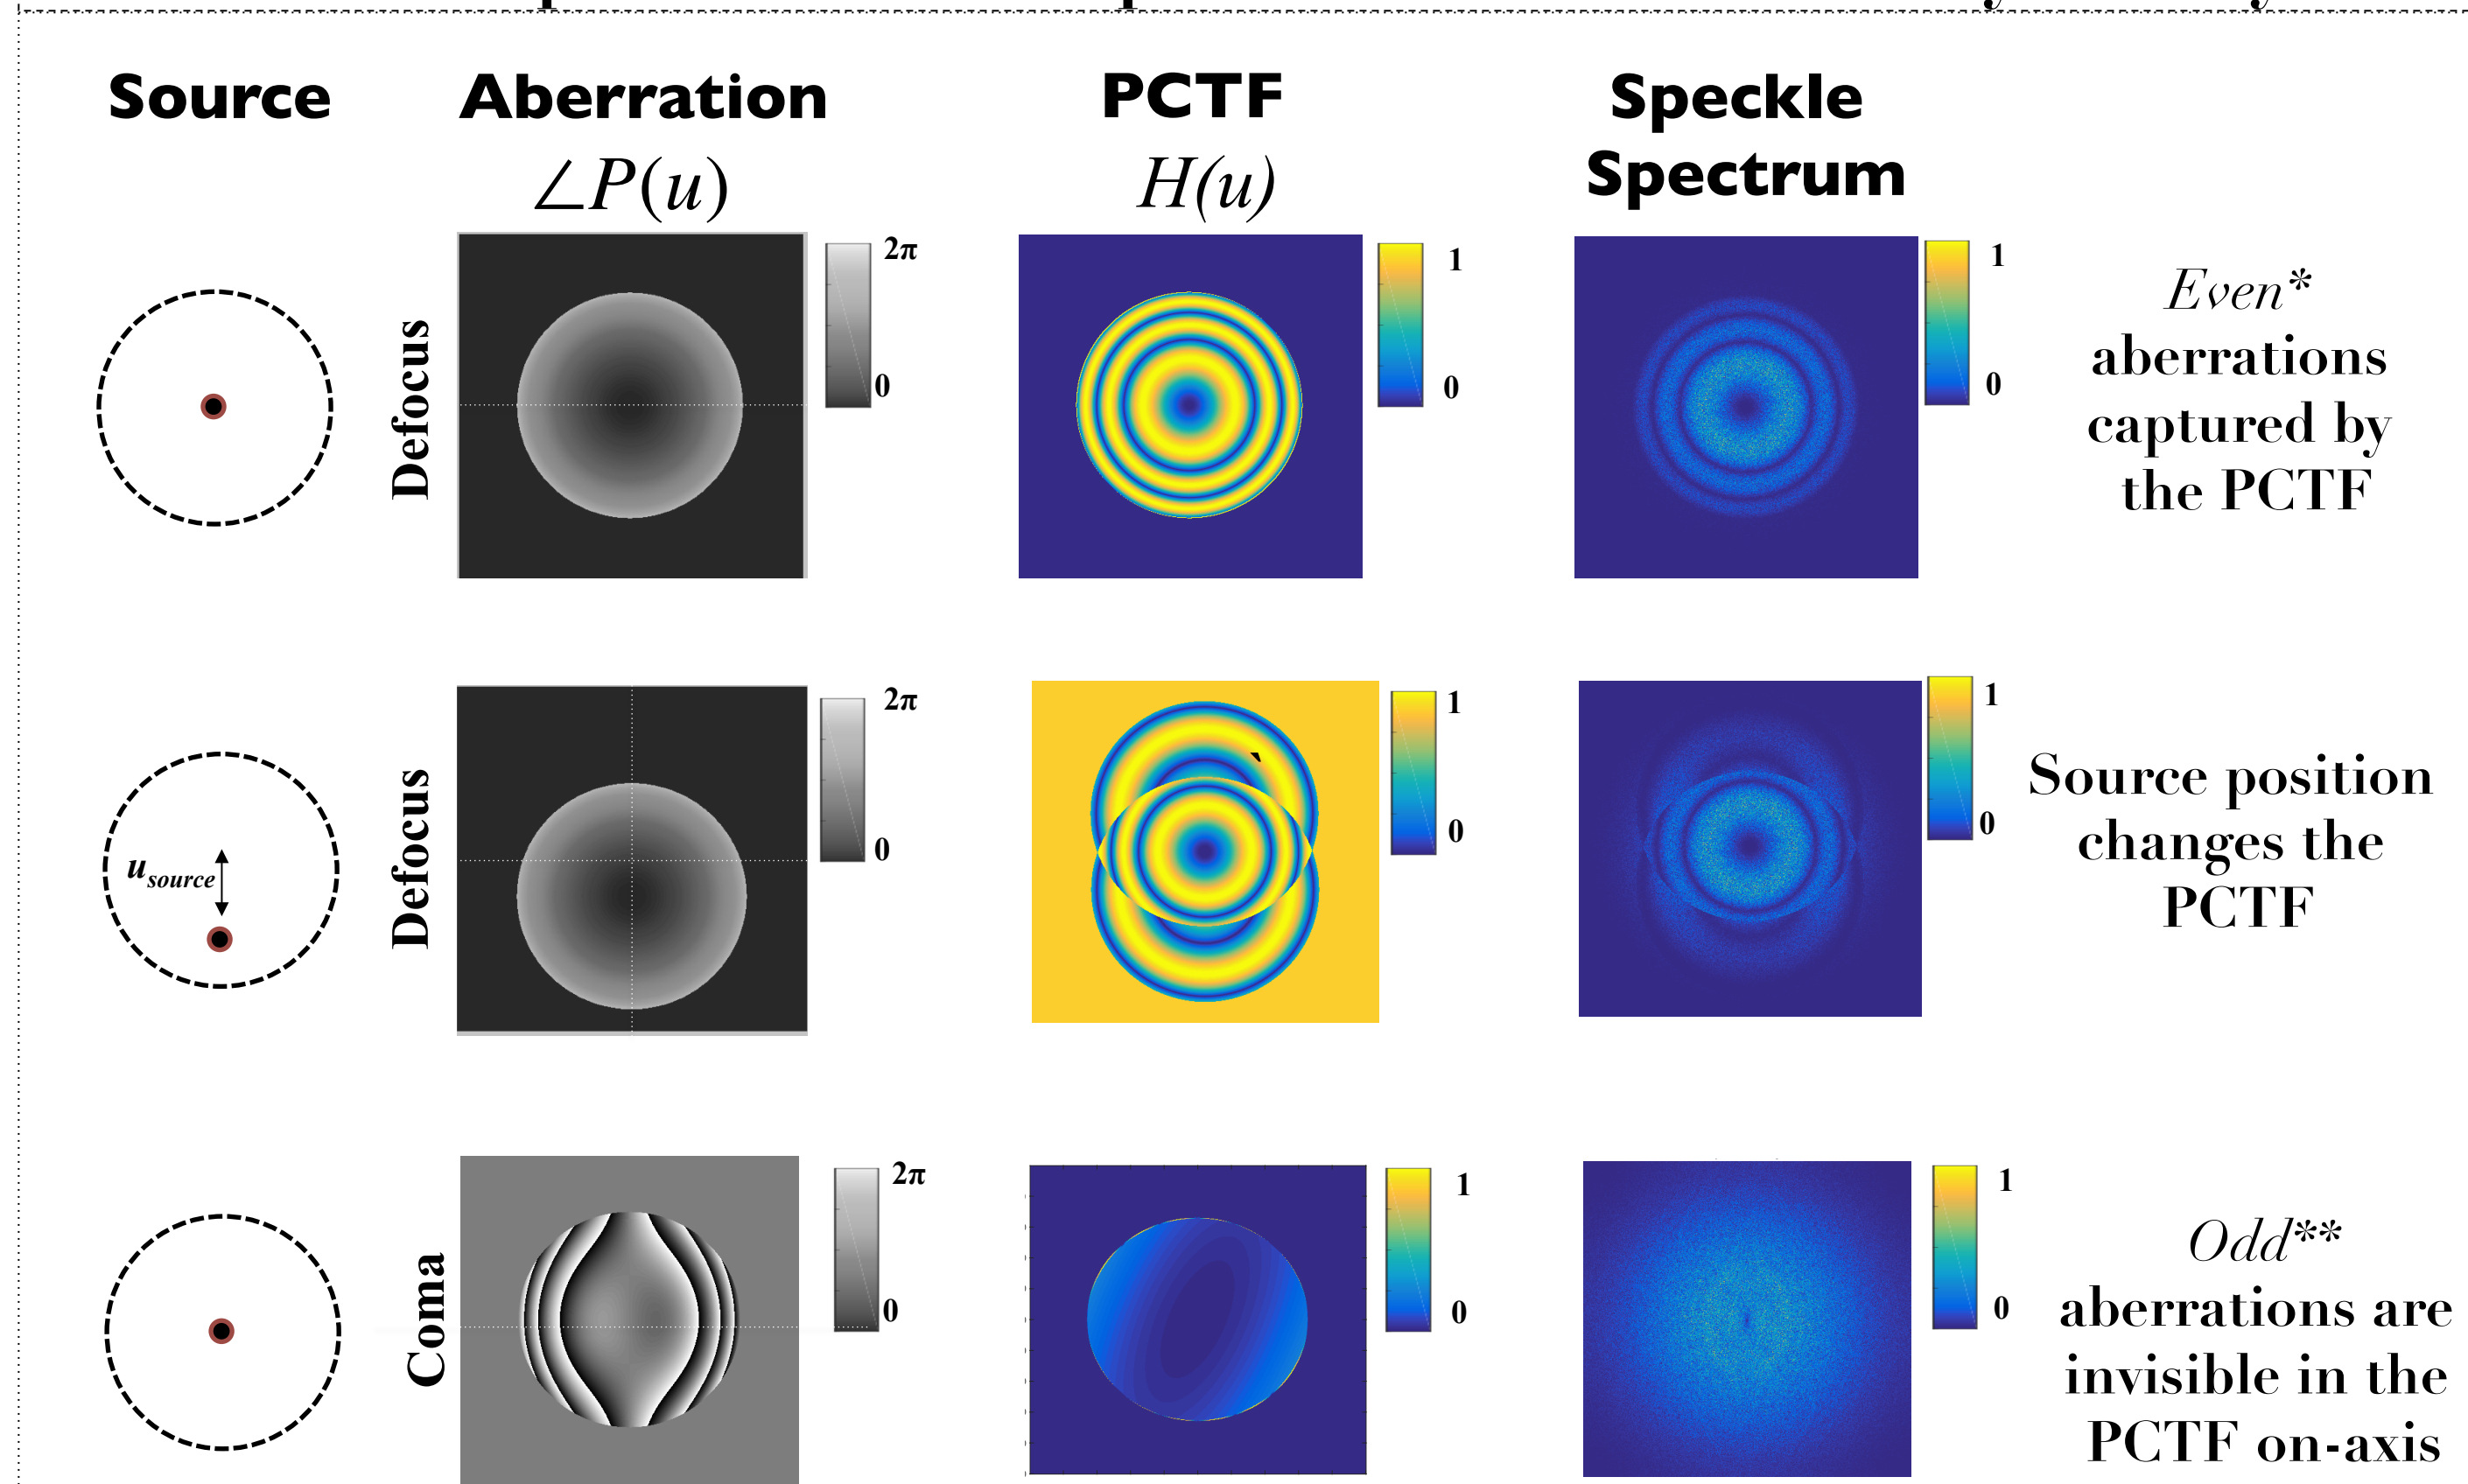 Source
Aberration
PCTF
Speckle
Spectrum
∠P(u)
H(u)
Defocus
2π
0
1
0
1
0
Even*
aberrations
captured by
the PCTF
u source
Defocus
2π
0
1
0
1
0
Source position
changes the
PCTF
Coma
2π
0
1
0
1
0
Odd**
aberrations are
invisible in the
PCTF on-axis